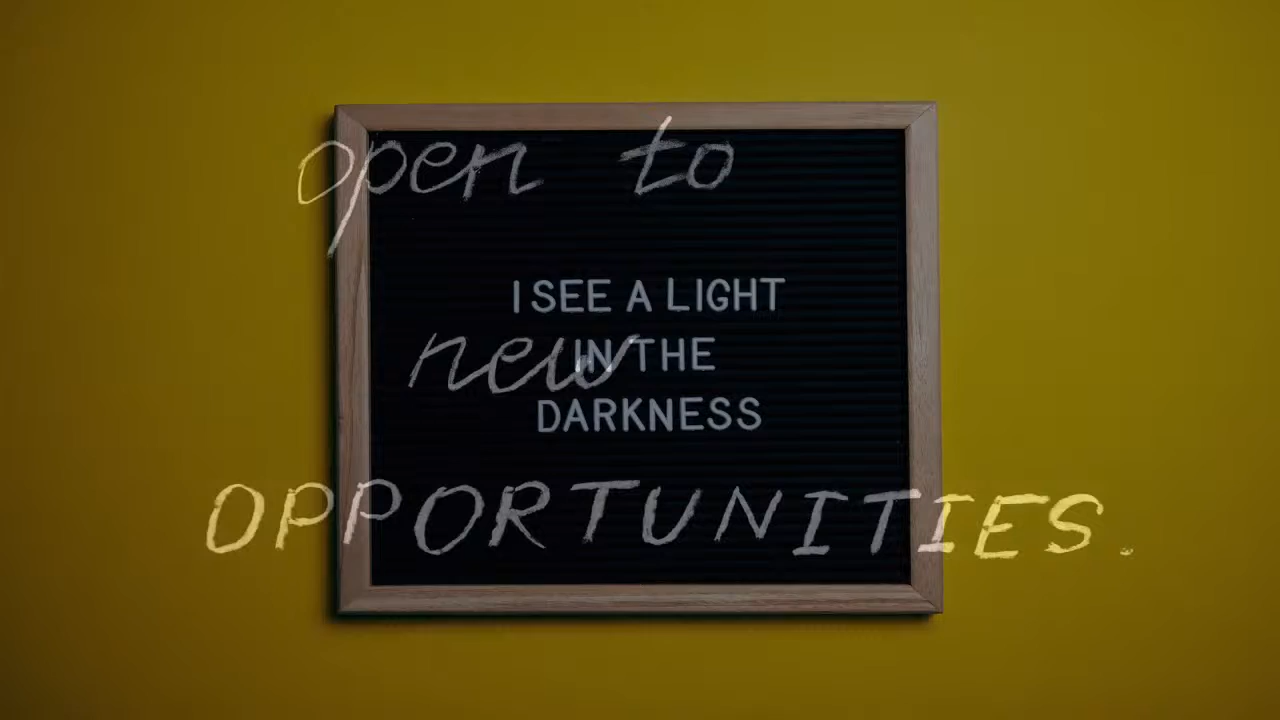 open to
I SEE A LIGHT
new
IN THE
DARKNESS
OPPORTUNITIES.